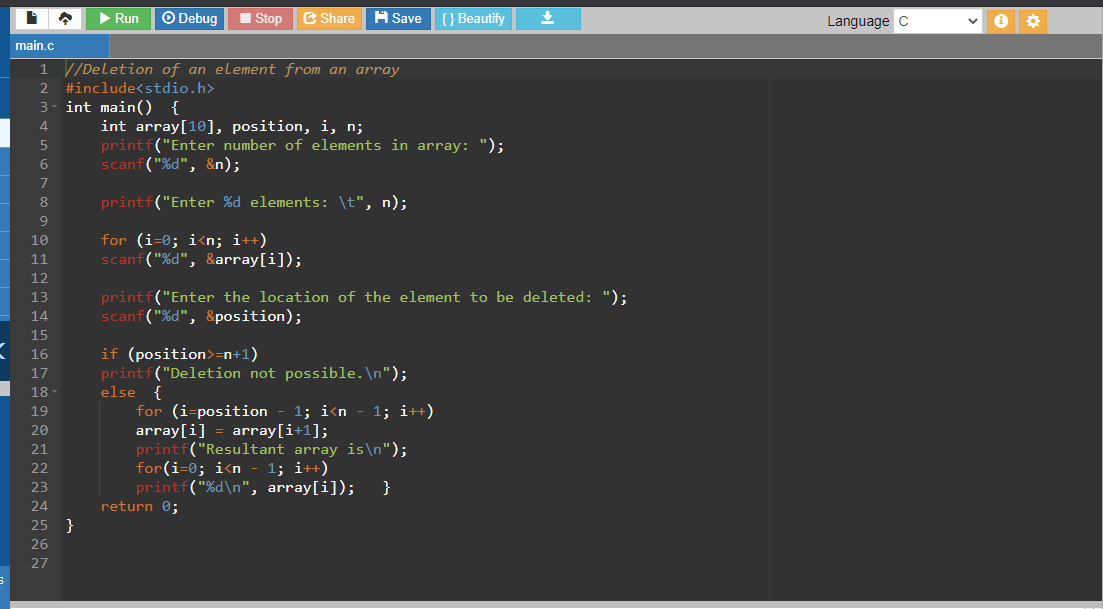 Run Debug Stop Share Save { } Beautify Language C
main.c
1 //Deletion of an element from an array
2 #include<stdio.h>
3 int main()  {
4     int array[10], position, i, n;
5     printf("Enter number of elements in array: ");
6     scanf("%d", &n);
7
8     printf("Enter %d elements: \t", n);
9
10     for (i=0; i<n; i++)
11     scanf("%d", &array[i]);
12
13     printf("Enter the location of the element to be deleted: ");
14     scanf("%d", &position);
15
16     if (position>=n+1)
17     printf("Deletion not possible.\n");
18     else  {
19         for (i=position - 1; i<n - 1; i++)
20         array[i] = array[i+1];
21         printf("Resultant array is\n");
22         for(i=0; i<n - 1; i++)
23         printf("%d\n", array[i]);   }
24     return 0;
25 }
26
27